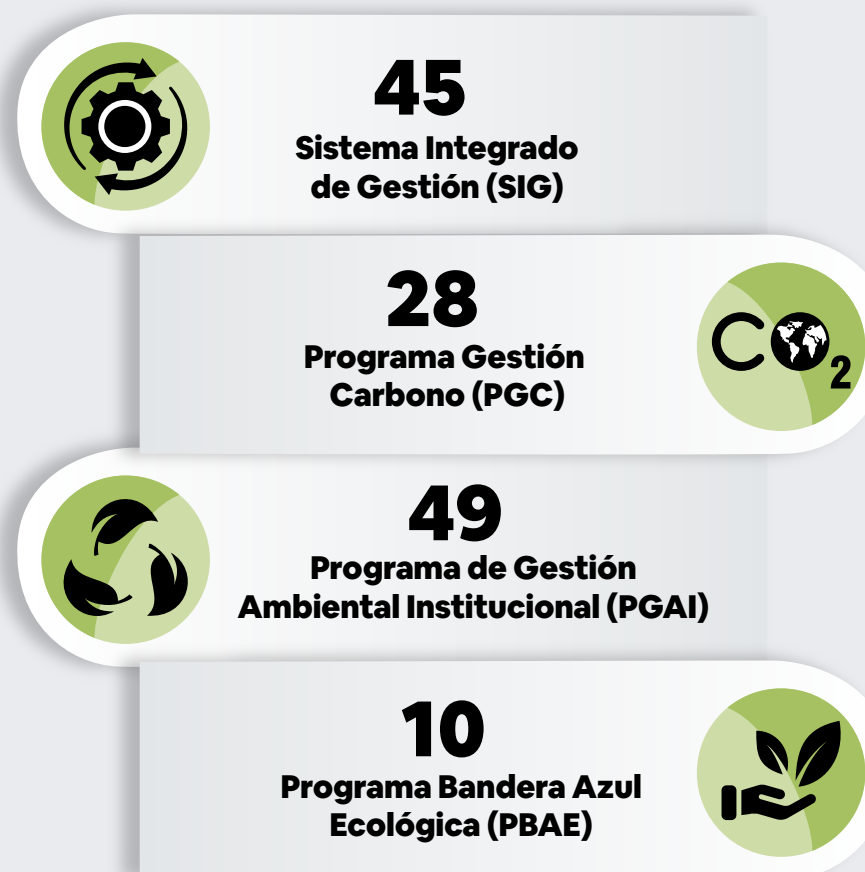 45
Sistema Integrado
de Gestión (SIG)
28
Programa Gestión
Carbono (PGC)
CO2
49
Programa de Gestión
Ambiental Institucional (PGAI)
10
Programa Bandera Azul
Ecológica (PBAE)